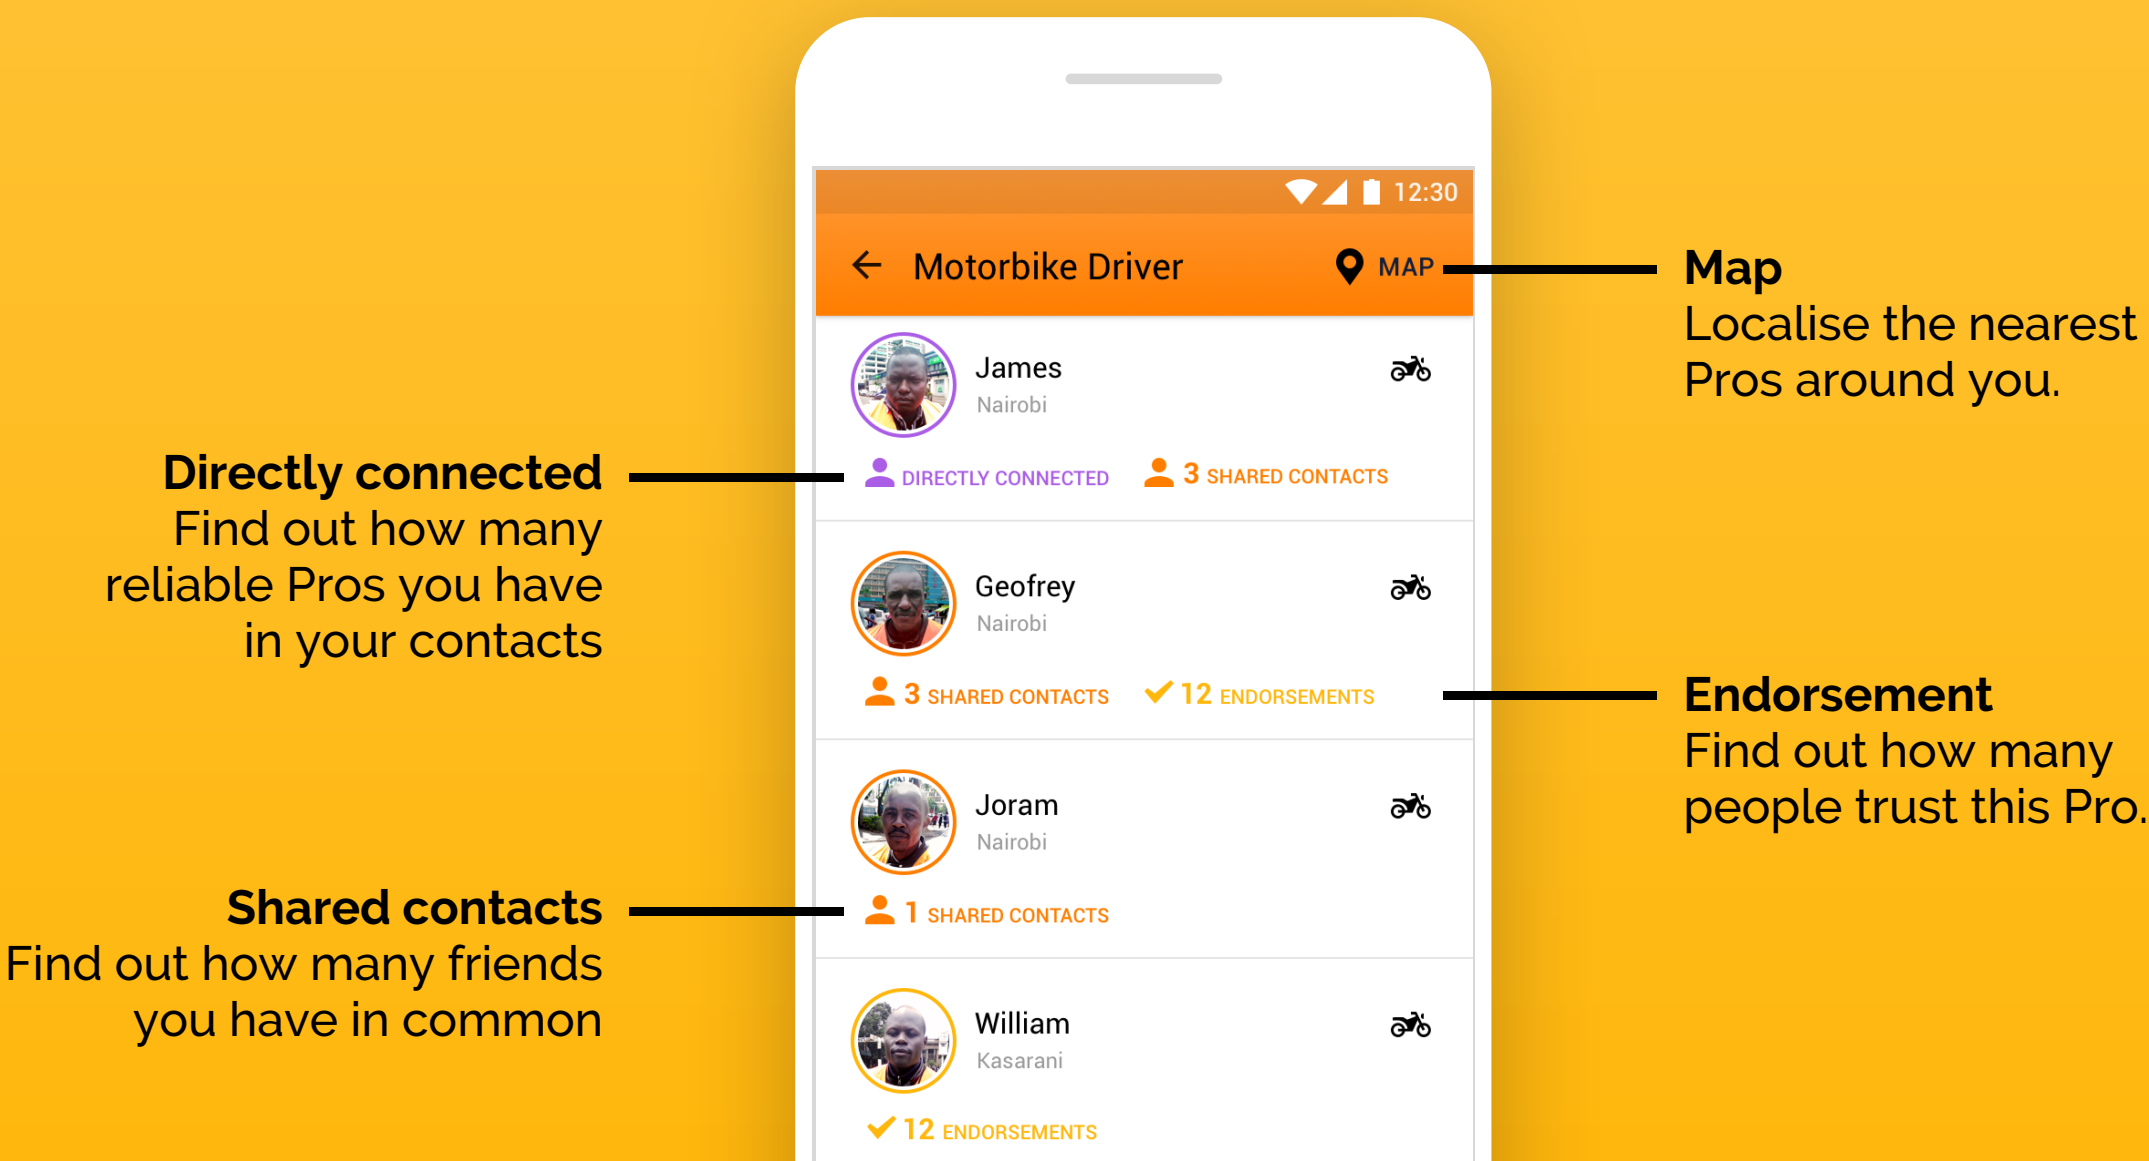 12:30
Motorbike Driver
MAP
James
Nairobi
DIRECTLY CONNECTED
3 SHARED CONTACTS
Geofrey
Nairobi
3 SHARED CONTACTS
12 ENDORSEMENTS
Joram
Nairobi
1 SHARED CONTACTS
William
Kasarani
12 ENDORSEMENTS
Directly connected
Find out how many
reliable Pros you have
in your contacts
Shared contacts
Find out how many friends
you have in common
Map
Localise the nearest
Pros around you.
Endorsement
Find out how many
people trust this Pro.